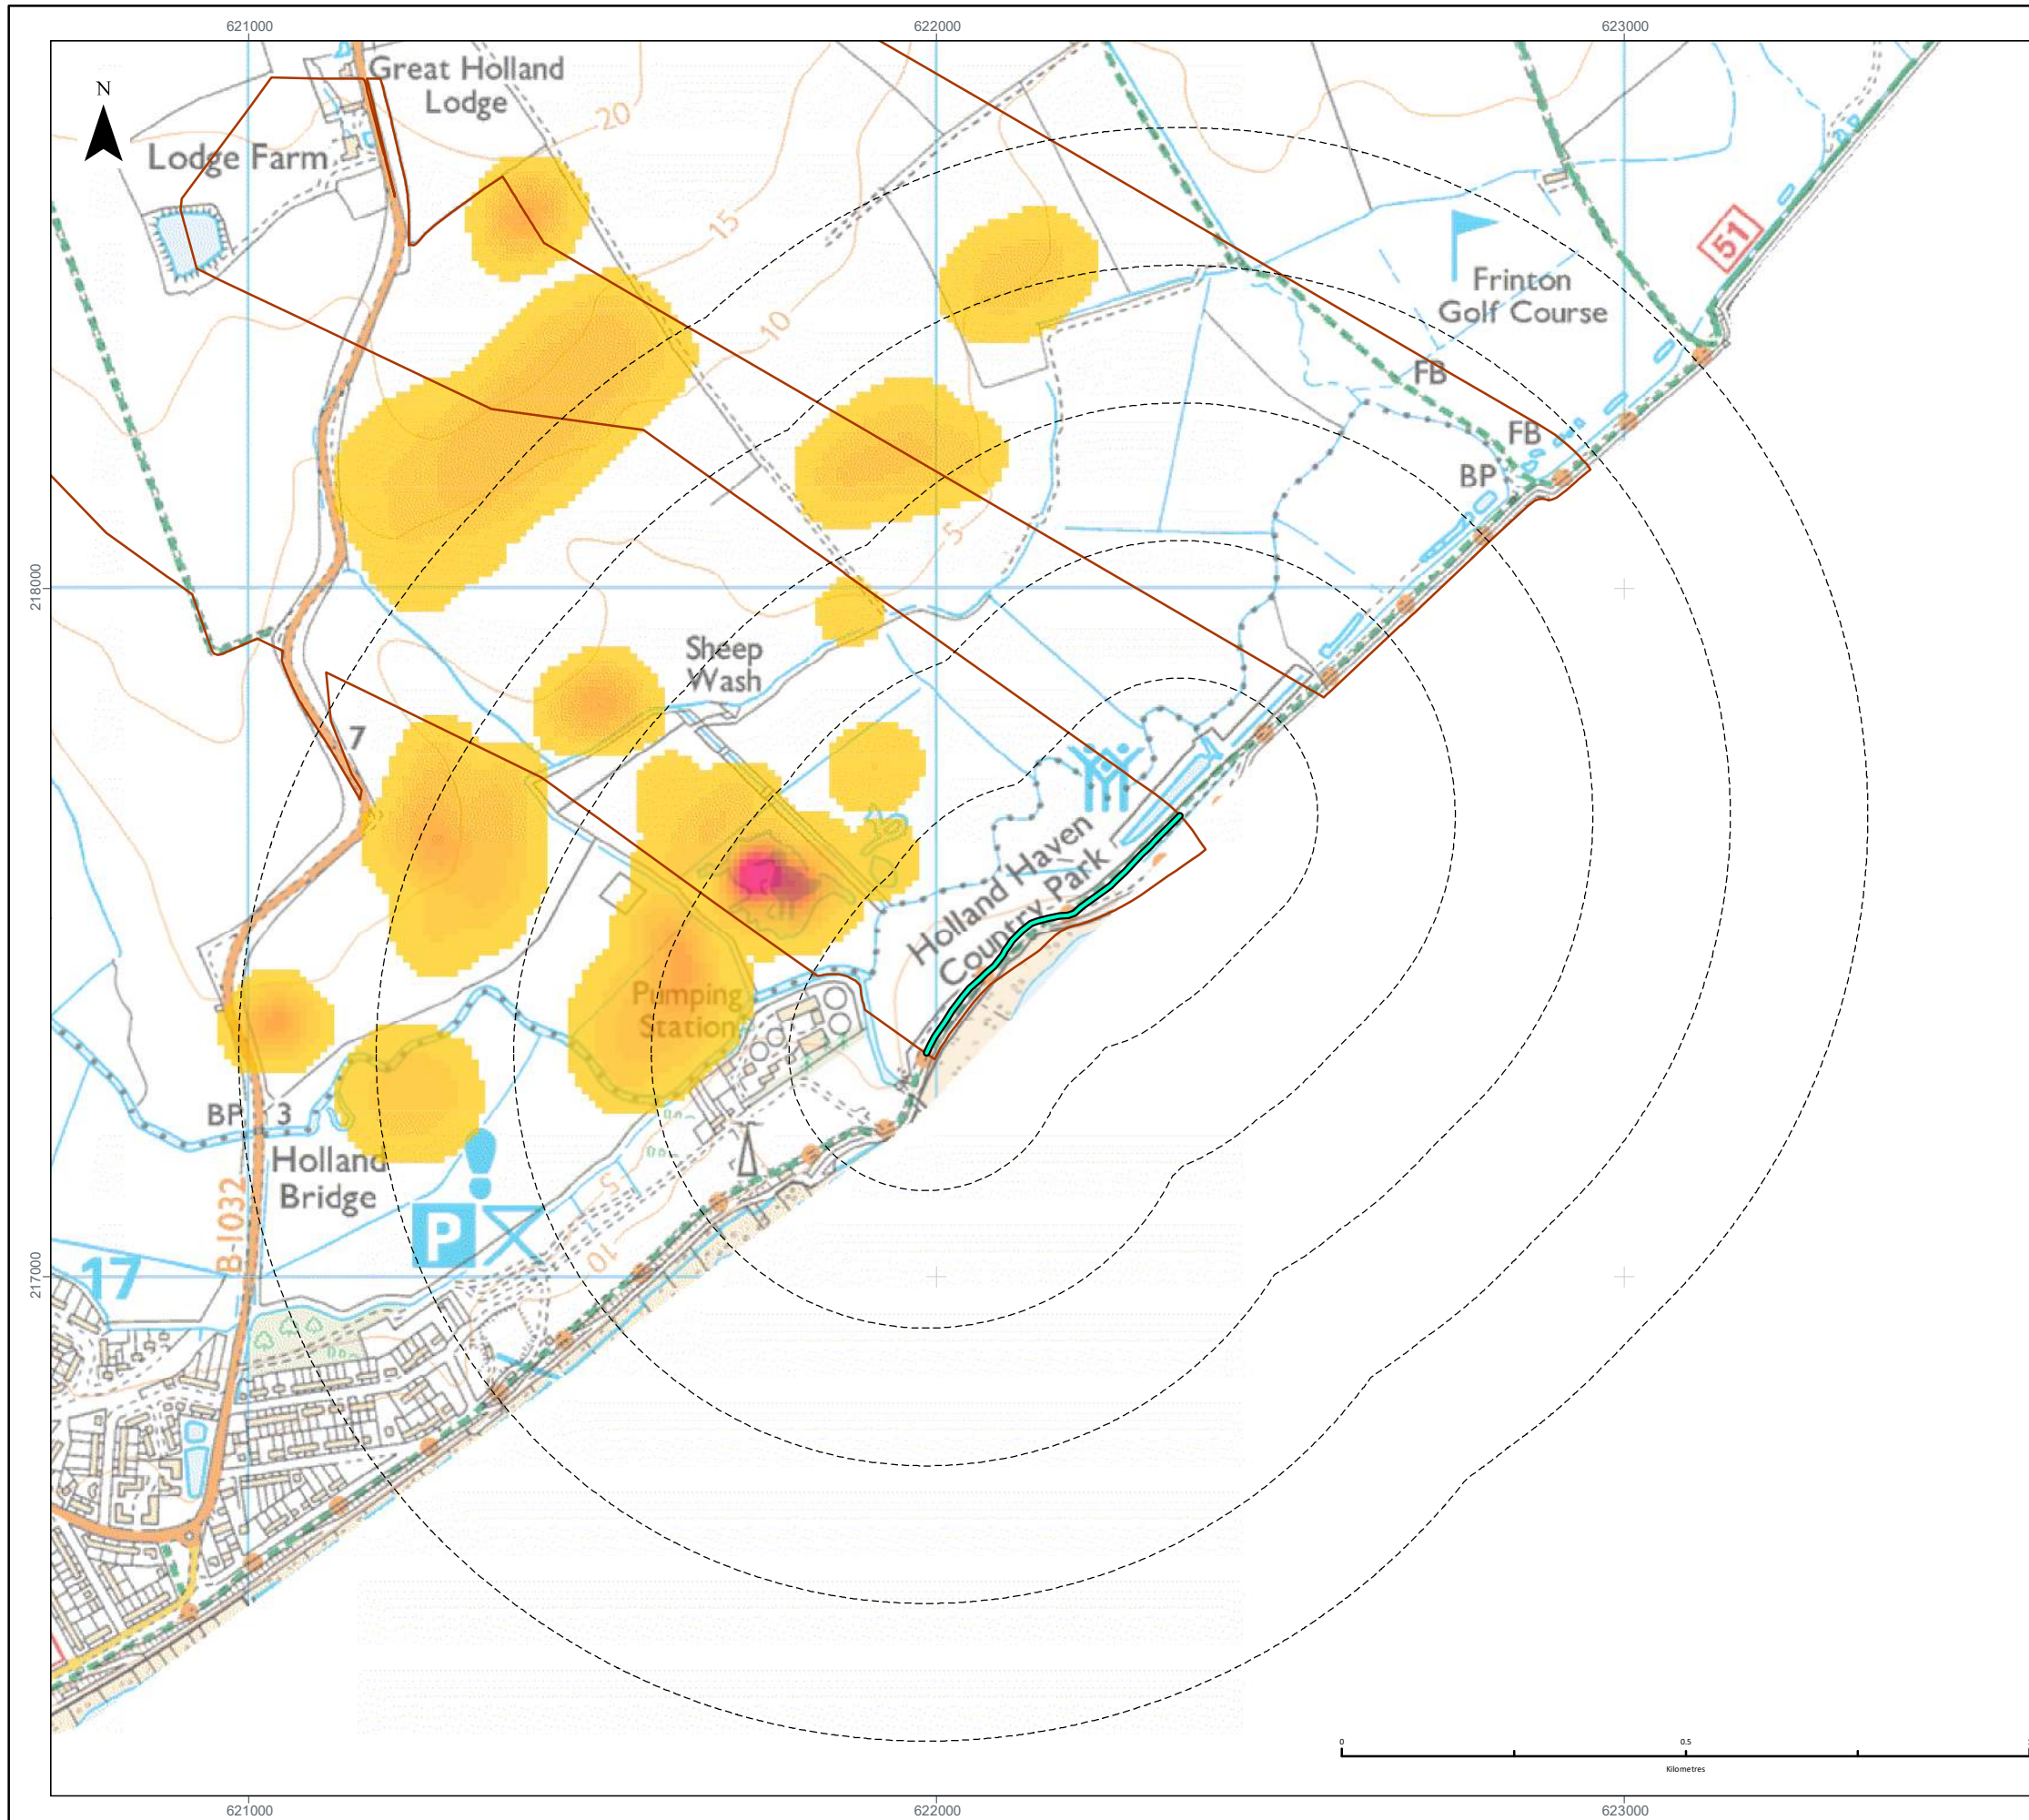 621000
622000
623000
N
Great Holland
Lodge
20
Lodge Farm
15
51
Frinton
Golf Course
10
FB
FB
BP
5
218000
Sheep
Wash
7
Holland Haven
Country Park
Pumping
Station
BP
3
Holland
Bridge
5
B 1032
P
10
17
217000
0
0.5
Kilometres
621000
622000
623000